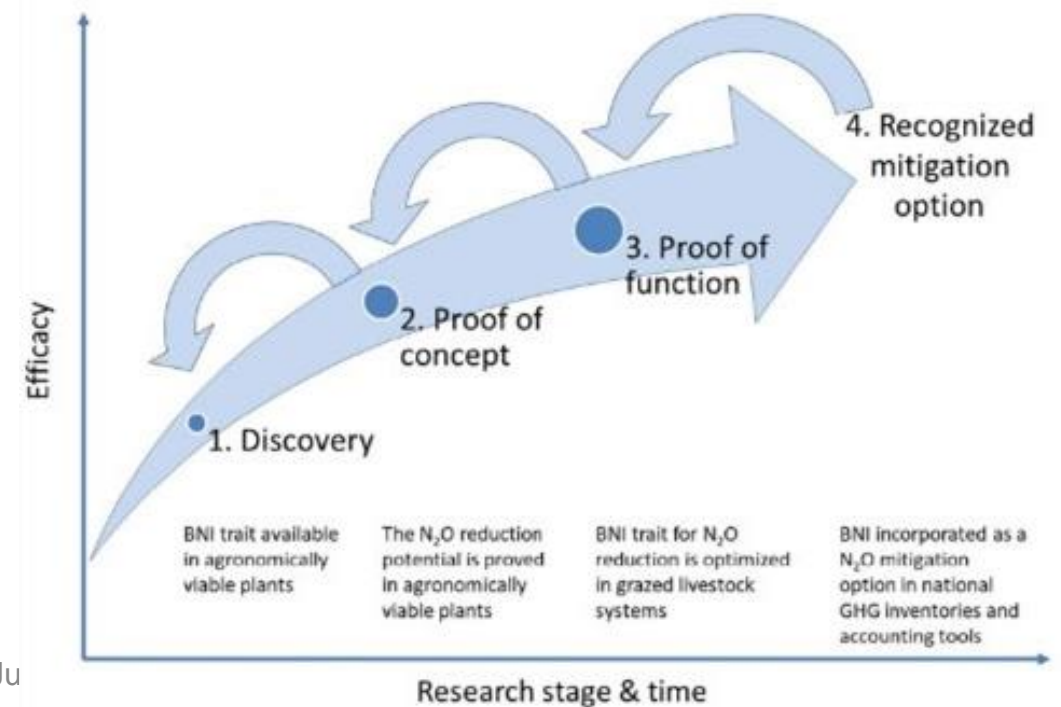 4. Recognized
mitigation
option
3. Proof of
function
2. Proof of
concept
1. Discovery
Efficacy
BNI trait available
in agronomically
viable plants
The N₂O reduction
potential is proved
in agronomically
viable plants
BNI trait for N₂O
reduction is optimized
in grazed livestock
systems
BNI incorporated as a
N₂O mitigation
option in national
GHG inventories and
accounting tools
Research stage & time